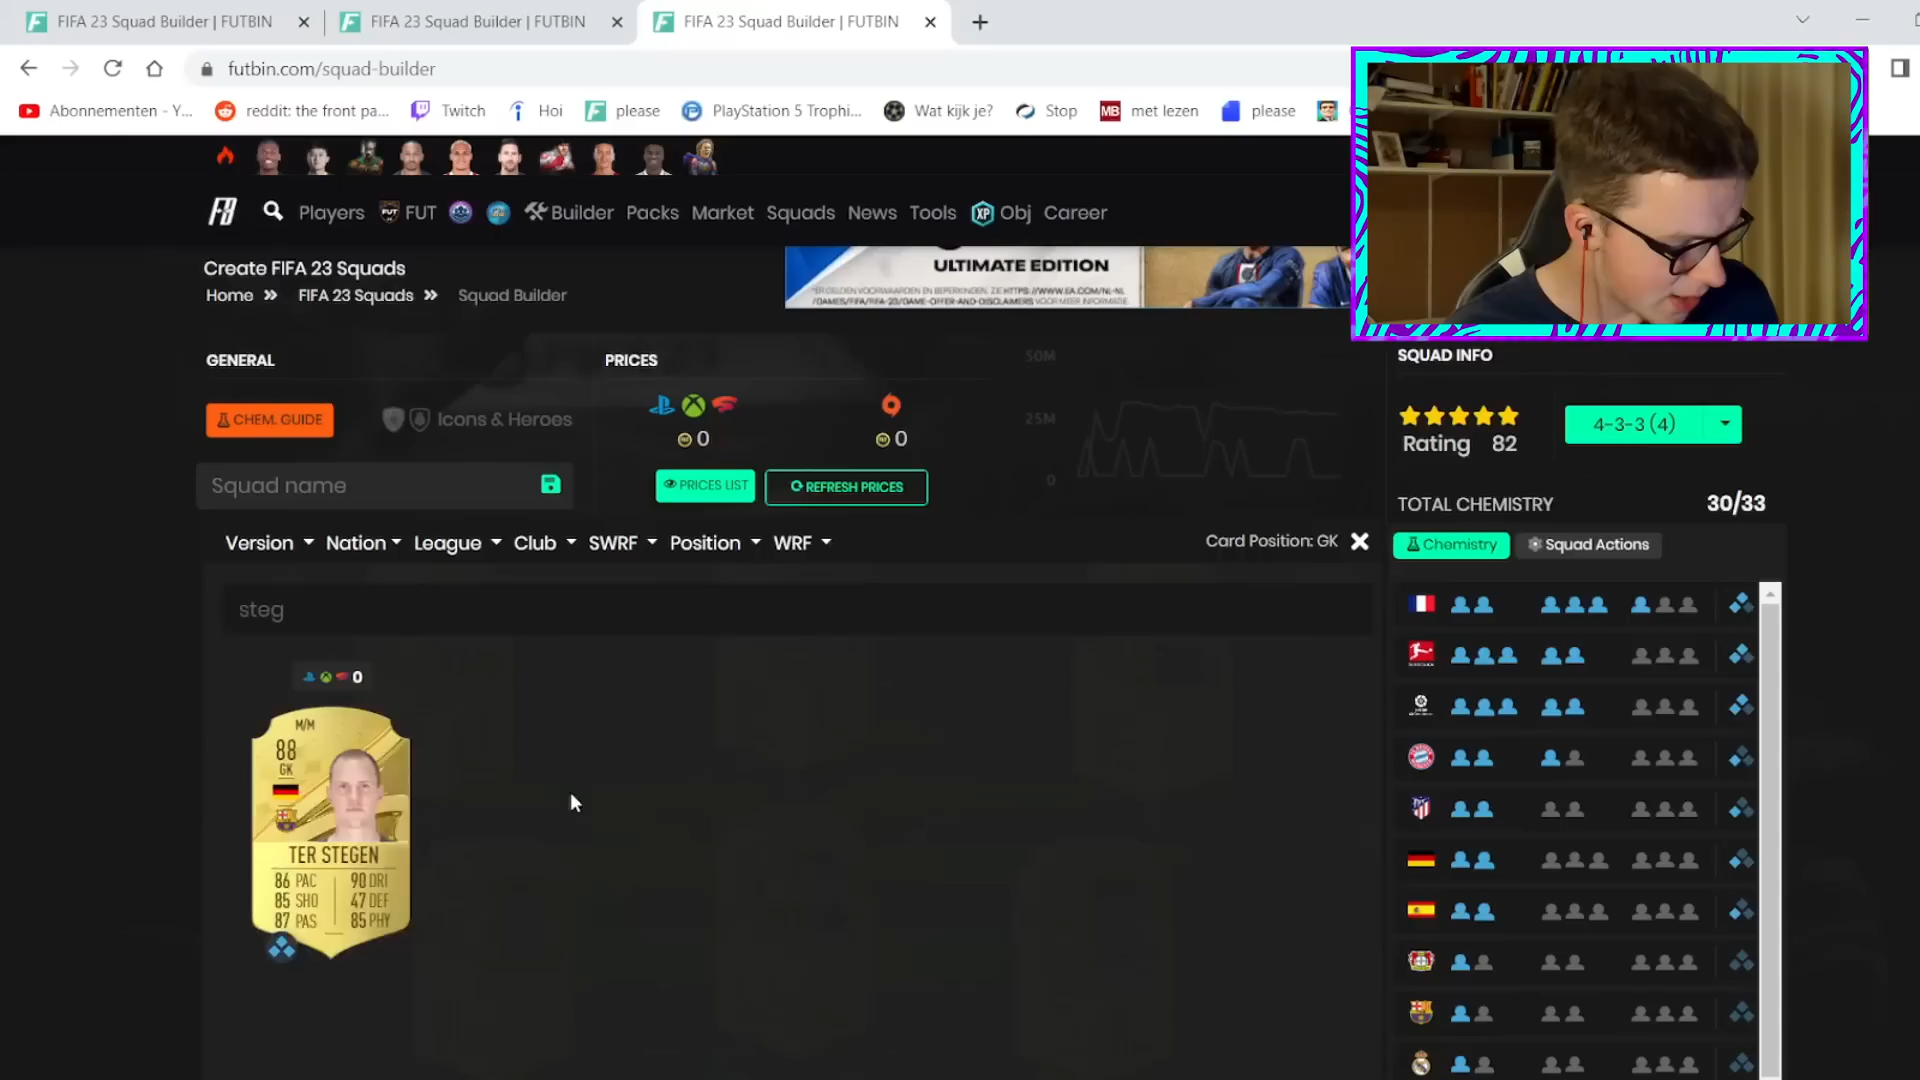 FIFA 23 Squad Builder | FUTBIN
FIFA 23 Squad Builder | FUTBIN
FIFA 23 Squad Builder | FUTBIN
futbin.com/squad-builder
Abonnementen - Y...
reddit: the front pa...
Twitch
Hoi
please
PlayStation 5 Trophi...
Wat kijk je?
Stop
MB
met lezen
please
Players
FUT
Builder
Packs
Market
Squads
News
Tools
XP
Obj
Career
Create FIFA 23 Squads
Home
FIFA 23 Squads
Squad Builder
ULTIMATE EDITION
GENERAL
PRICES
50M
25M
0
CHEM. GUIDE
Icons & Heroes
0
0
Squad name
PRICES LIST
REFRESH PRICES
SQUAD INFO
Rating 82
4-3-3 (4)
TOTAL CHEMISTRY
30/33
Chemistry
Squad Actions
Version
Nation
League
Club
SWRF
Position
WRF
Card Position: GK
steg
0
M/M
88
GK
TER STEGEN
86 PAC
90 DRI
85 SHO
47 DEF
87 PAS
85 PHY